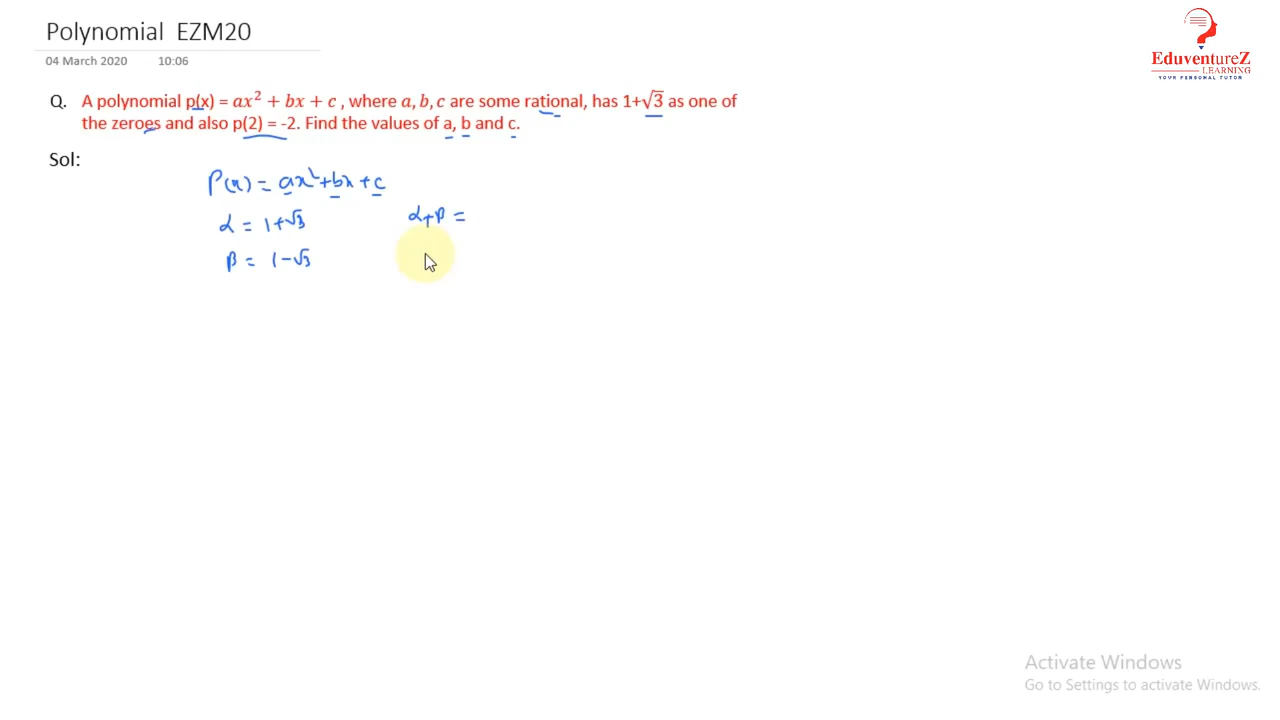 Polynomial EZM20
04 March 2020 10:06
EduventureZ
LEARNING
YOUR PERSONAL TUTOR
Q. A polynomial p(x) = ax² + bx + c , where a, b, c are some rational, has 1+√3 as one of
the zeroes and also p(2) = -2. Find the values of a, b and c.
Sol:
P(x) = ax² + bx + c
α = 1+√3 α+β =
β = 1-√3
Activate Windows
Go to Settings to activate Windows.